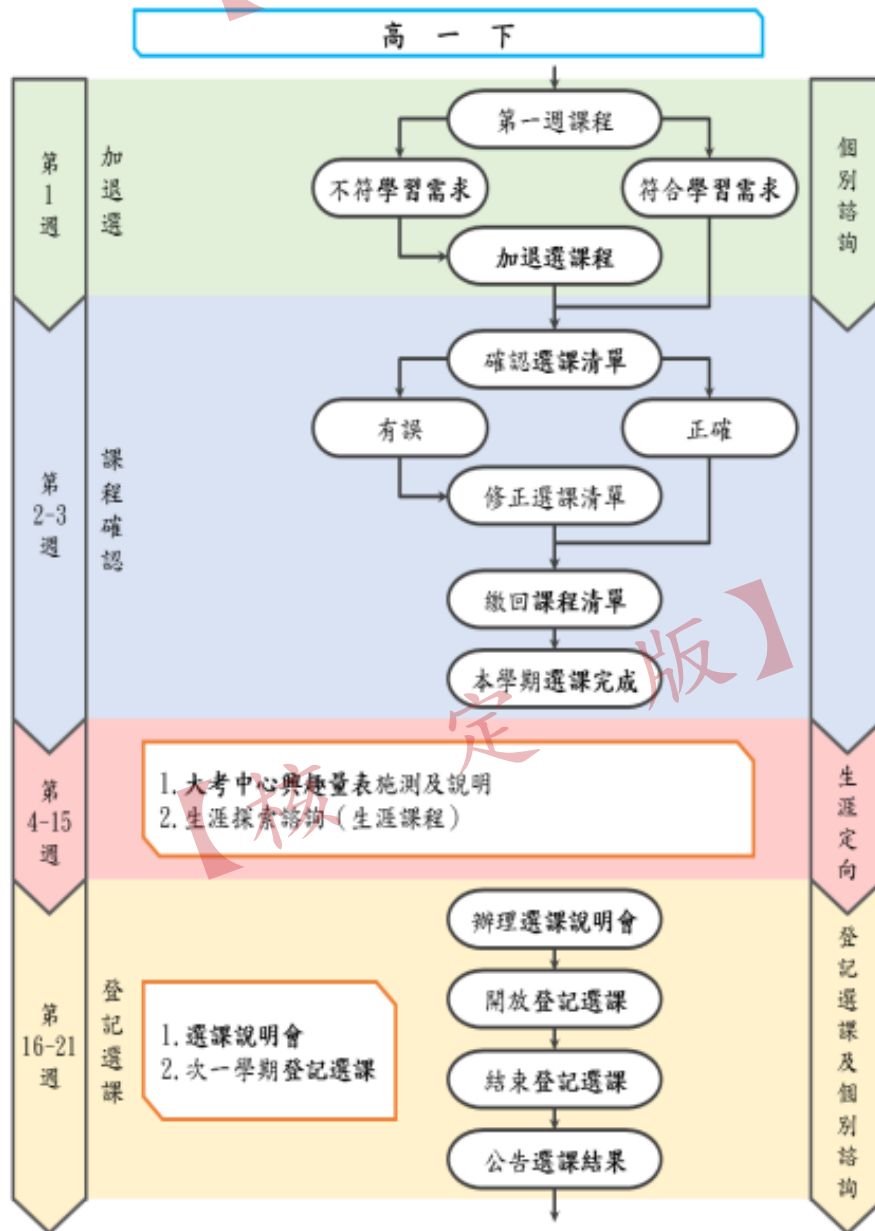 高一下
第1週
加退選
個別諮詢
第一週課程
不符學習需求
符合學習需求
加退選課程
第2-3週
課程確認
確認選課清單
有誤
正確
修正選課清單
繳回課程清單
本學期選課完成
第4-15週
1. 大考中心興趣量表施測及說明
2. 生涯探索諮詢（生涯課程）
生涯定向
第16-21週
登記選課
1. 選課說明會
2. 次一學期登記選課
辦理選課說明會
開放登記選課
結束登記選課
公告選課結果
登記選課及個別諮詢
【核定版】